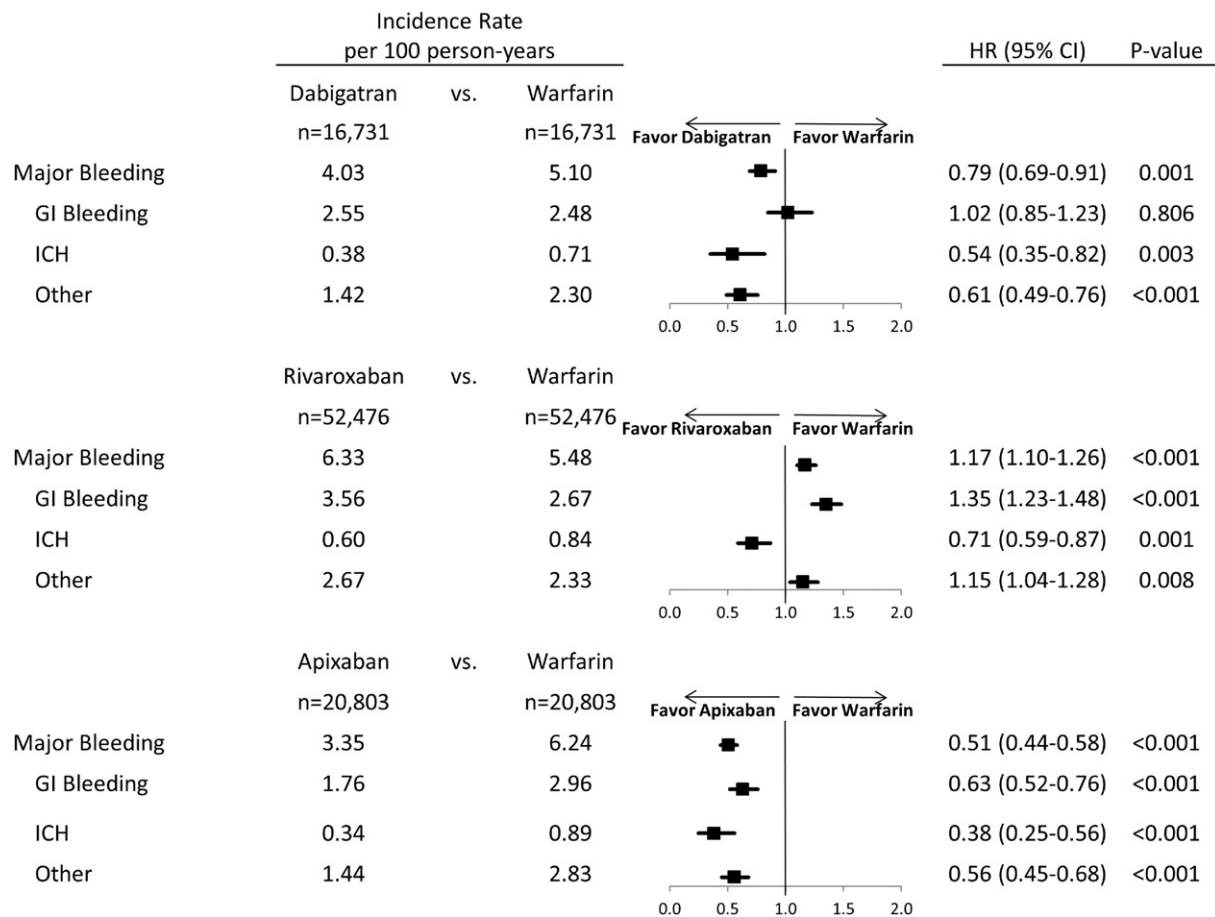 Incidence Rate
per 100 person-years
HR (95% CI) P-value
Dabigatran vs. Warfarin
n=16,731 n=16,731
Favor Dabigatran Favor Warfarin
Major Bleeding 4.03 5.10 0.79 (0.69-0.91) 0.001
GI Bleeding 2.55 2.48 1.02 (0.85-1.23) 0.806
ICH 0.38 0.71 0.54 (0.35-0.82) 0.003
Other 1.42 2.30 0.61 (0.49-0.76) <0.001
0.0 0.5 1.0 1.5 2.0
Rivaroxaban vs. Warfarin
n=52,476 n=52,476
Favor Rivaroxaban Favor Warfarin
Major Bleeding 6.33 5.48 1.17 (1.10-1.26) <0.001
GI Bleeding 3.56 2.67 1.35 (1.23-1.48) <0.001
ICH 0.60 0.84 0.71 (0.59-0.87) 0.001
Other 2.67 2.33 1.15 (1.04-1.28) 0.008
0.0 0.5 1.0 1.5 2.0
Apixaban vs. Warfarin
n=20,803 n=20,803
Favor Apixaban Favor Warfarin
Major Bleeding 3.35 6.24 0.51 (0.44-0.58) <0.001
GI Bleeding 1.76 2.96 0.63 (0.52-0.76) <0.001
ICH 0.34 0.89 0.38 (0.25-0.56) <0.001
Other 1.44 2.83 0.56 (0.45-0.68) <0.001
0.0 0.5 1.0 1.5 2.0